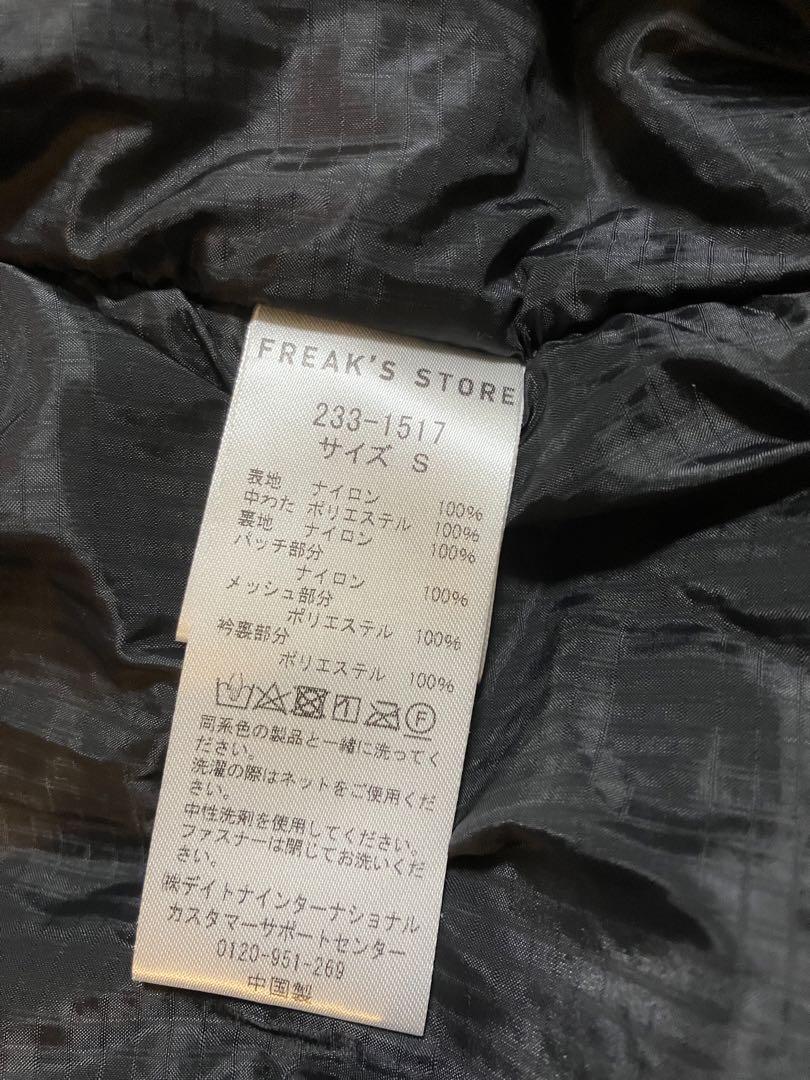 FREAK'S STORE
233-1517
サイズ S
表地 ナイロン 100%
中わた ポリエステル 100%
裏地 ナイロン 100%
パッチ部分
ナイロン 100%
メッシュ部分
ポリエステル 100%
衿裏部分
ポリエステル 100%
F
同系色の製品と一緒に洗ってく
ださい。
洗濯の際はネットをご使用くだ
さい。
中性洗剤を使用してください。
ファスナーは閉じてお洗いくだ
さい。
㈱デイトナインターナショナル
カスタマーサポートセンター
0120-951-269
中国製